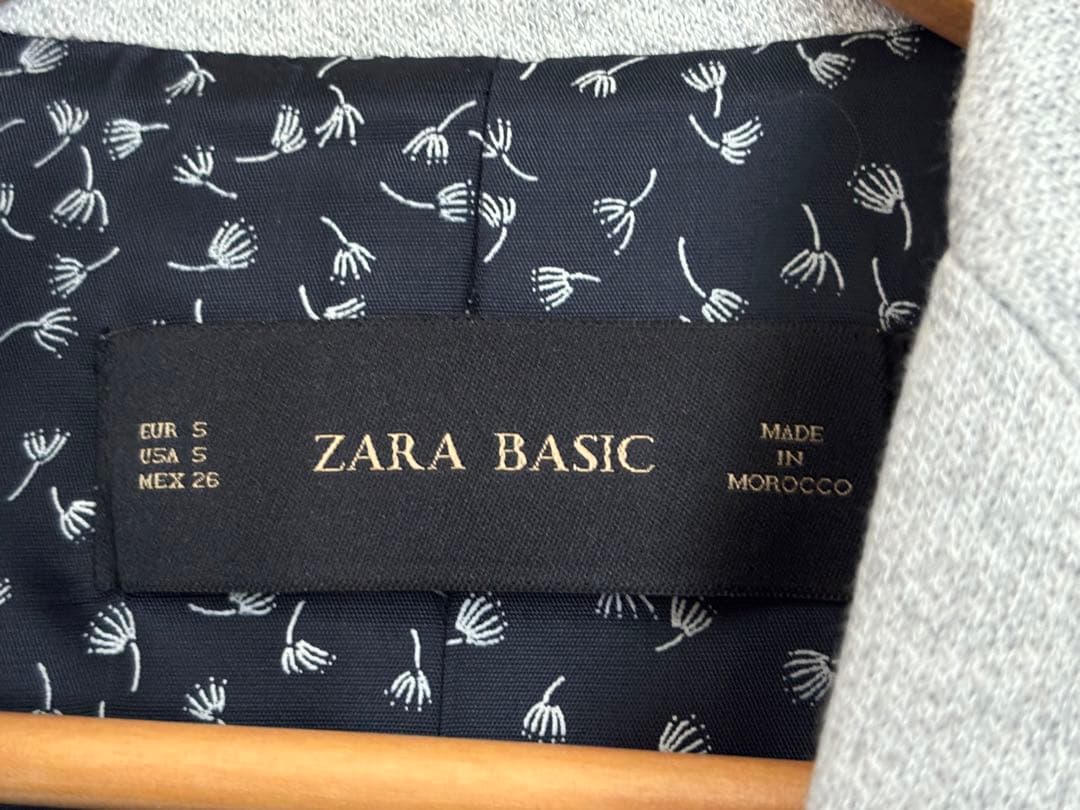 EUR S
USA S
MEX 26
ZARA BASIC
MADE
IN
MOROCCO